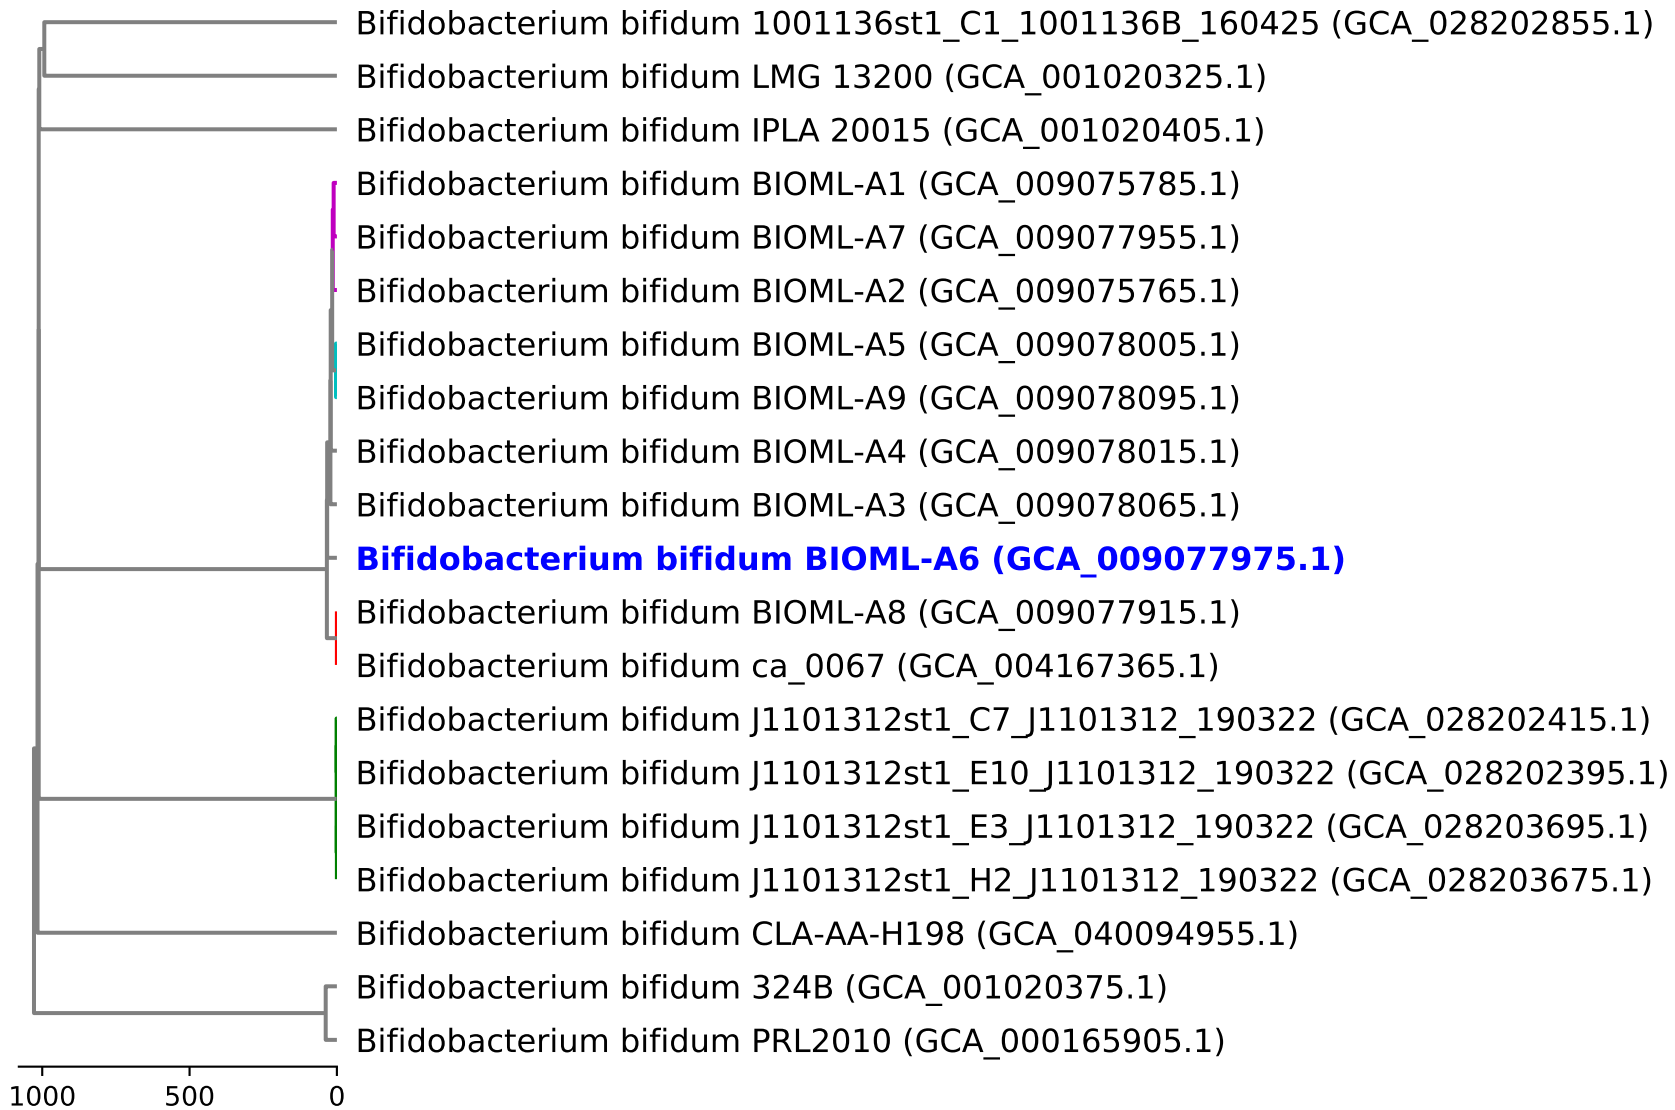 Bifidobacterium bifidum 1001136st1_C1_1001136B_160425 (GCA_028202855.1)
Bifidobacterium bifidum LMG 13200 (GCA_001020325.1)
Bifidobacterium bifidum IPLA 20015 (GCA_001020405.1)
Bifidobacterium bifidum BIOML-A1 (GCA_009075785.1)
Bifidobacterium bifidum BIOML-A7 (GCA_009077955.1)
Bifidobacterium bifidum BIOML-A2 (GCA_009075765.1)
Bifidobacterium bifidum BIOML-A5 (GCA_009078005.1)
Bifidobacterium bifidum BIOML-A9 (GCA_009078095.1)
Bifidobacterium bifidum BIOML-A4 (GCA_009078015.1)
Bifidobacterium bifidum BIOML-A3 (GCA_009078065.1)
Bifidobacterium bifidum BIOML-A6 (GCA_009077975.1)
Bifidobacterium bifidum BIOML-A8 (GCA_009077915.1)
Bifidobacterium bifidum ca_0067 (GCA_004167365.1)
Bifidobacterium bifidum J1101312st1_C7_J1101312_190322 (GCA_028202415.1)
Bifidobacterium bifidum J1101312st1_E10_J1101312_190322 (GCA_028202395.1)
Bifidobacterium bifidum J1101312st1_E3_J1101312_190322 (GCA_028203695.1)
Bifidobacterium bifidum J1101312st1_H2_J1101312_190322 (GCA_028203675.1)
Bifidobacterium bifidum CLA-AA-H198 (GCA_040094955.1)
Bifidobacterium bifidum 324B (GCA_001020375.1)
Bifidobacterium bifidum PRL2010 (GCA_000165905.1)
1000 500 0